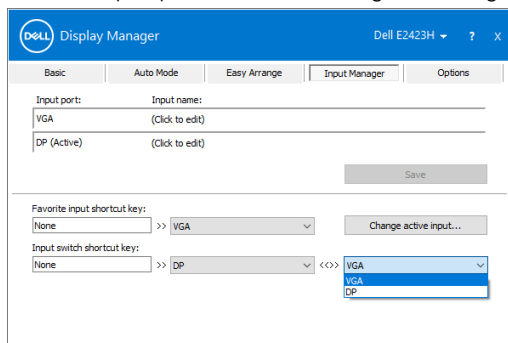 DELL Display Manager Dell E2423H ? X
Basic Auto Mode Easy Arrange Input Manager Options
Input port: Input name:
VGA (Click to edit)
DP (Active) (Click to edit)
Save
Favorite input shortcut key:
None >> VGA Change active input...
Input switch shortcut key:
None >> DP <<>> VGA
VGA
DP